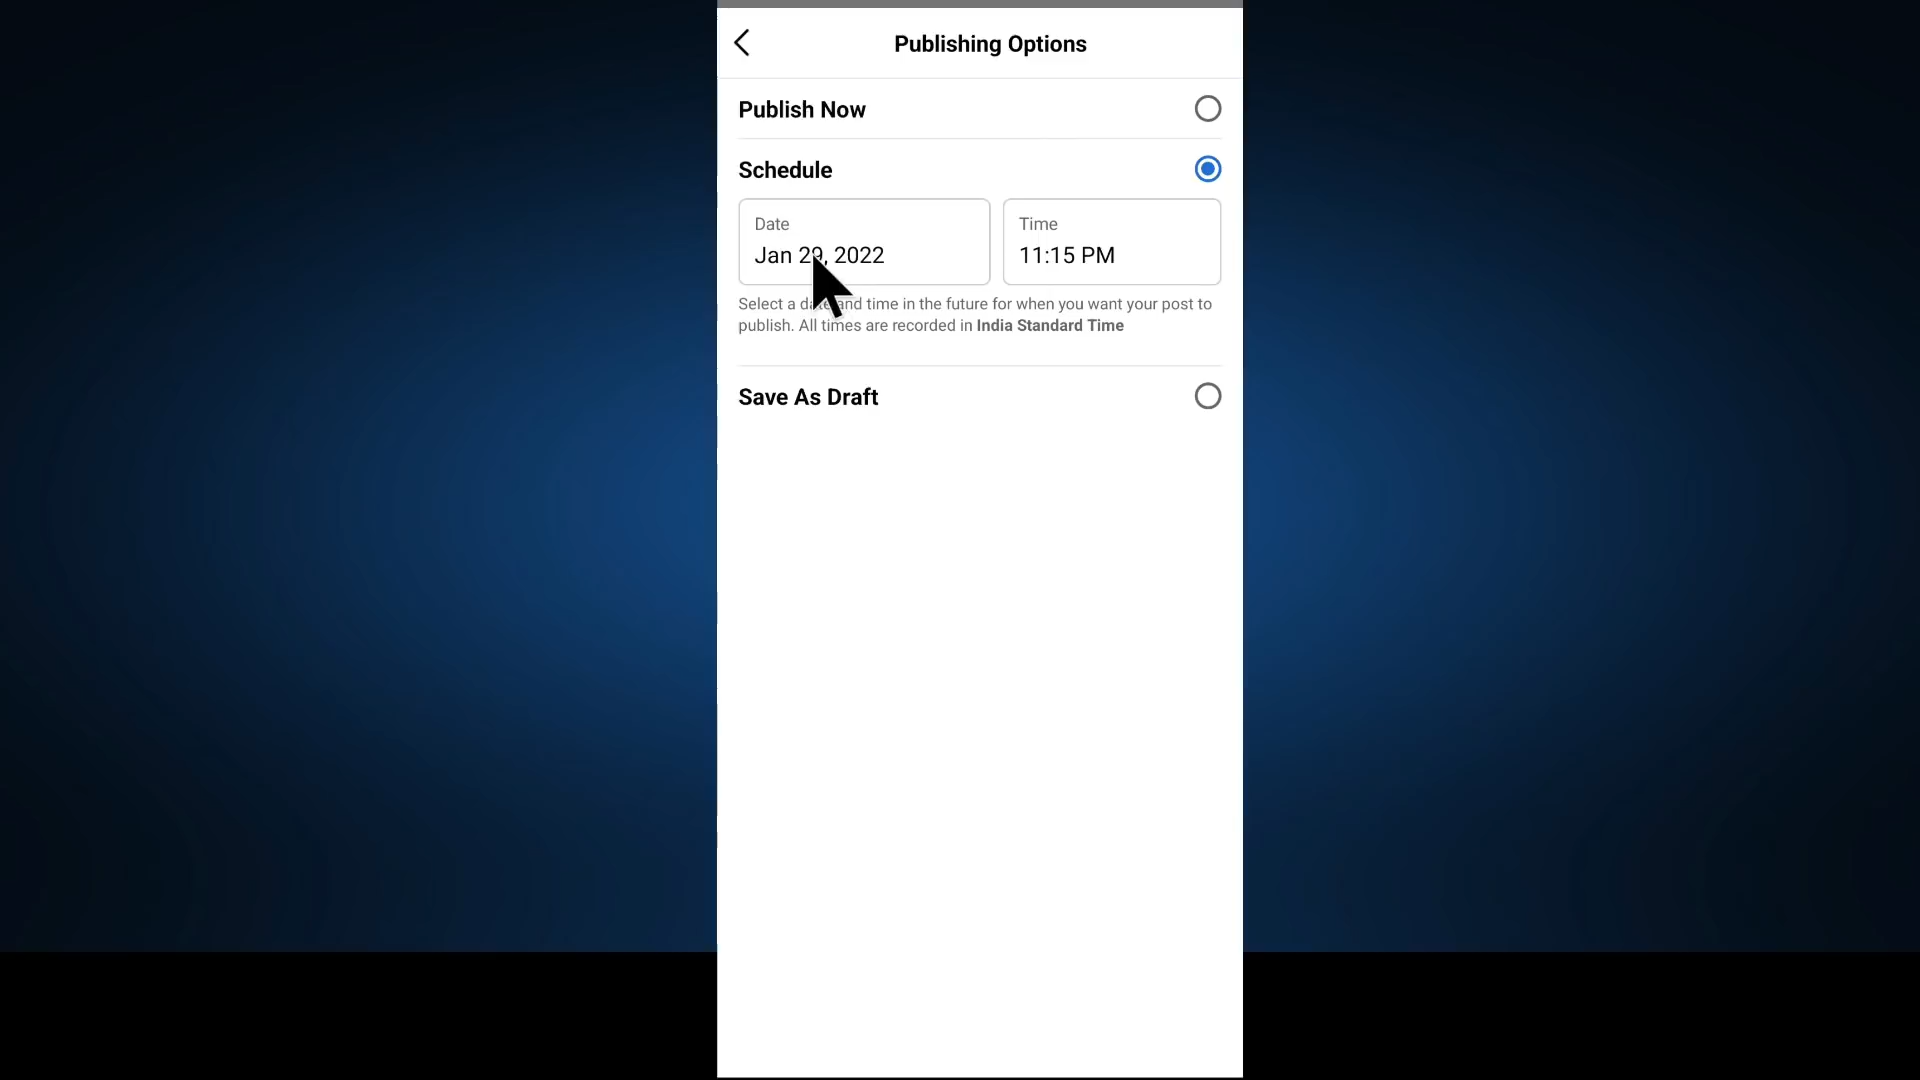 Publishing Options
Publish Now
Schedule
Date
Time
Jan 29, 2022
11:15 PM
Select a date and time in the future for when you want your post to
publish. All times are recorded in India Standard Time
Save As Draft